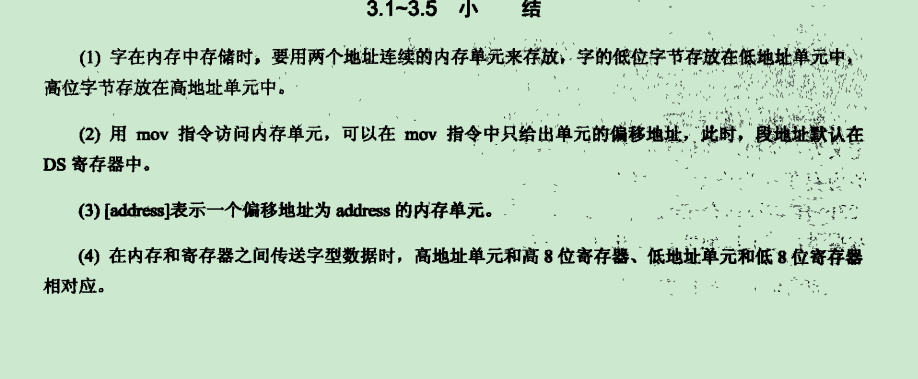 3.1~3.5 小 结
(1) 字在内存中存储时，要用两个地址连续的内存单元来存放，字的低位字节存放在低地址单元中，
高位字节存放在高地址单元中。
(2) 用 mov 指令访问内存单元，可以在 mov 指令中只给出单元的偏移地址，此时，段地址默认在
DS 寄存器中。
(3) [address]表示一个偏移地址为 address 的内存单元。
(4) 在内存和寄存器之间传送字型数据时，高地址单元和高 8 位寄存器、低地址单元和低 8 位寄存器
相对应。